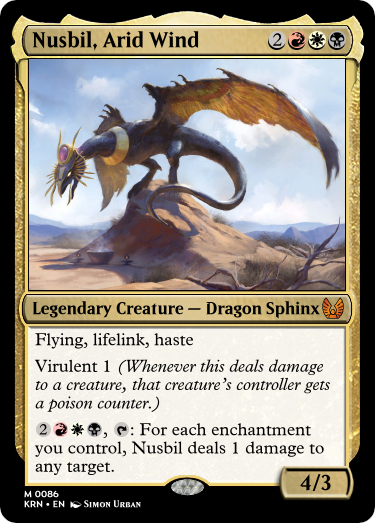 Nusbil, Arid Wind 2
Legendary Creature — Dragon Sphinx
Flying, lifelink, haste
Virulent 1 (Whenever this deals damage
to a creature, that creature's controller gets
a poison counter.)
2 , : For each enchantment
you control, Nusbil deals 1 damage to
any target.
4/3
M 0086
KRN • EN Simon Urban